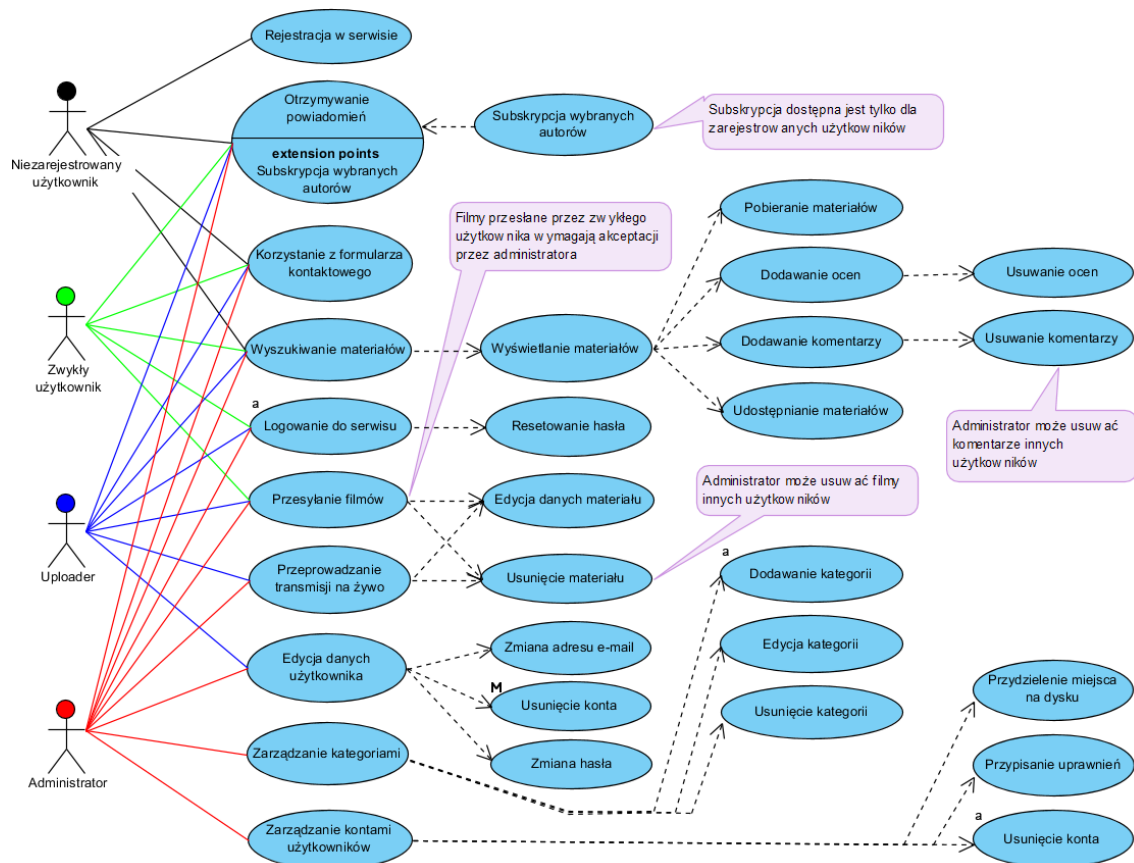 Rejestracja w serwisie
Niezarejestrowany
użytkownik
Otrzymywanie
powiadomień
extension points
Subskrypcja wybranych
autorów
Subskrypcja wybranych
autorów
Subskrypcja dostępna jest tylko dla
zarejestrowanych użytkowników
Filmy przesłane przez zwykłego
użytkownika wymagają akceptacji
przez administratora
Pobieranie materiałów
Korzystanie z formularza
kontaktowego
Dodawanie ocen
Usuwanie ocen
Zwykły
użytkownik
Wyszukiwanie materiałów
Wyświetlanie materiałów
Dodawanie komentarzy
Usuwanie komentarzy
Udostępnianie materiałów
a
Logowanie do serwisu
Resetowanie hasła
Administrator może usuwać
komentarze innych
użytkowników
Przesyłanie filmów
Edycja danych materiału
Administrator może usuwać filmy
innych użytkowników
Uploader
Przeprowadzanie
transmisji na żywo
Usunięcie materiału
a
Dodawanie kategorii
Edycja danych
użytkownika
Zmiana adresu e-mail
Edycja kategorii
M
Usunięcie konta
Usunięcie kategorii
Przydzielenie miejsca
na dysku
Administrator
Zarządzanie kategoriami
Zmiana hasła
Przypisanie uprawnień
Zarządzanie kontami
użytkowników
a
Usunięcie konta